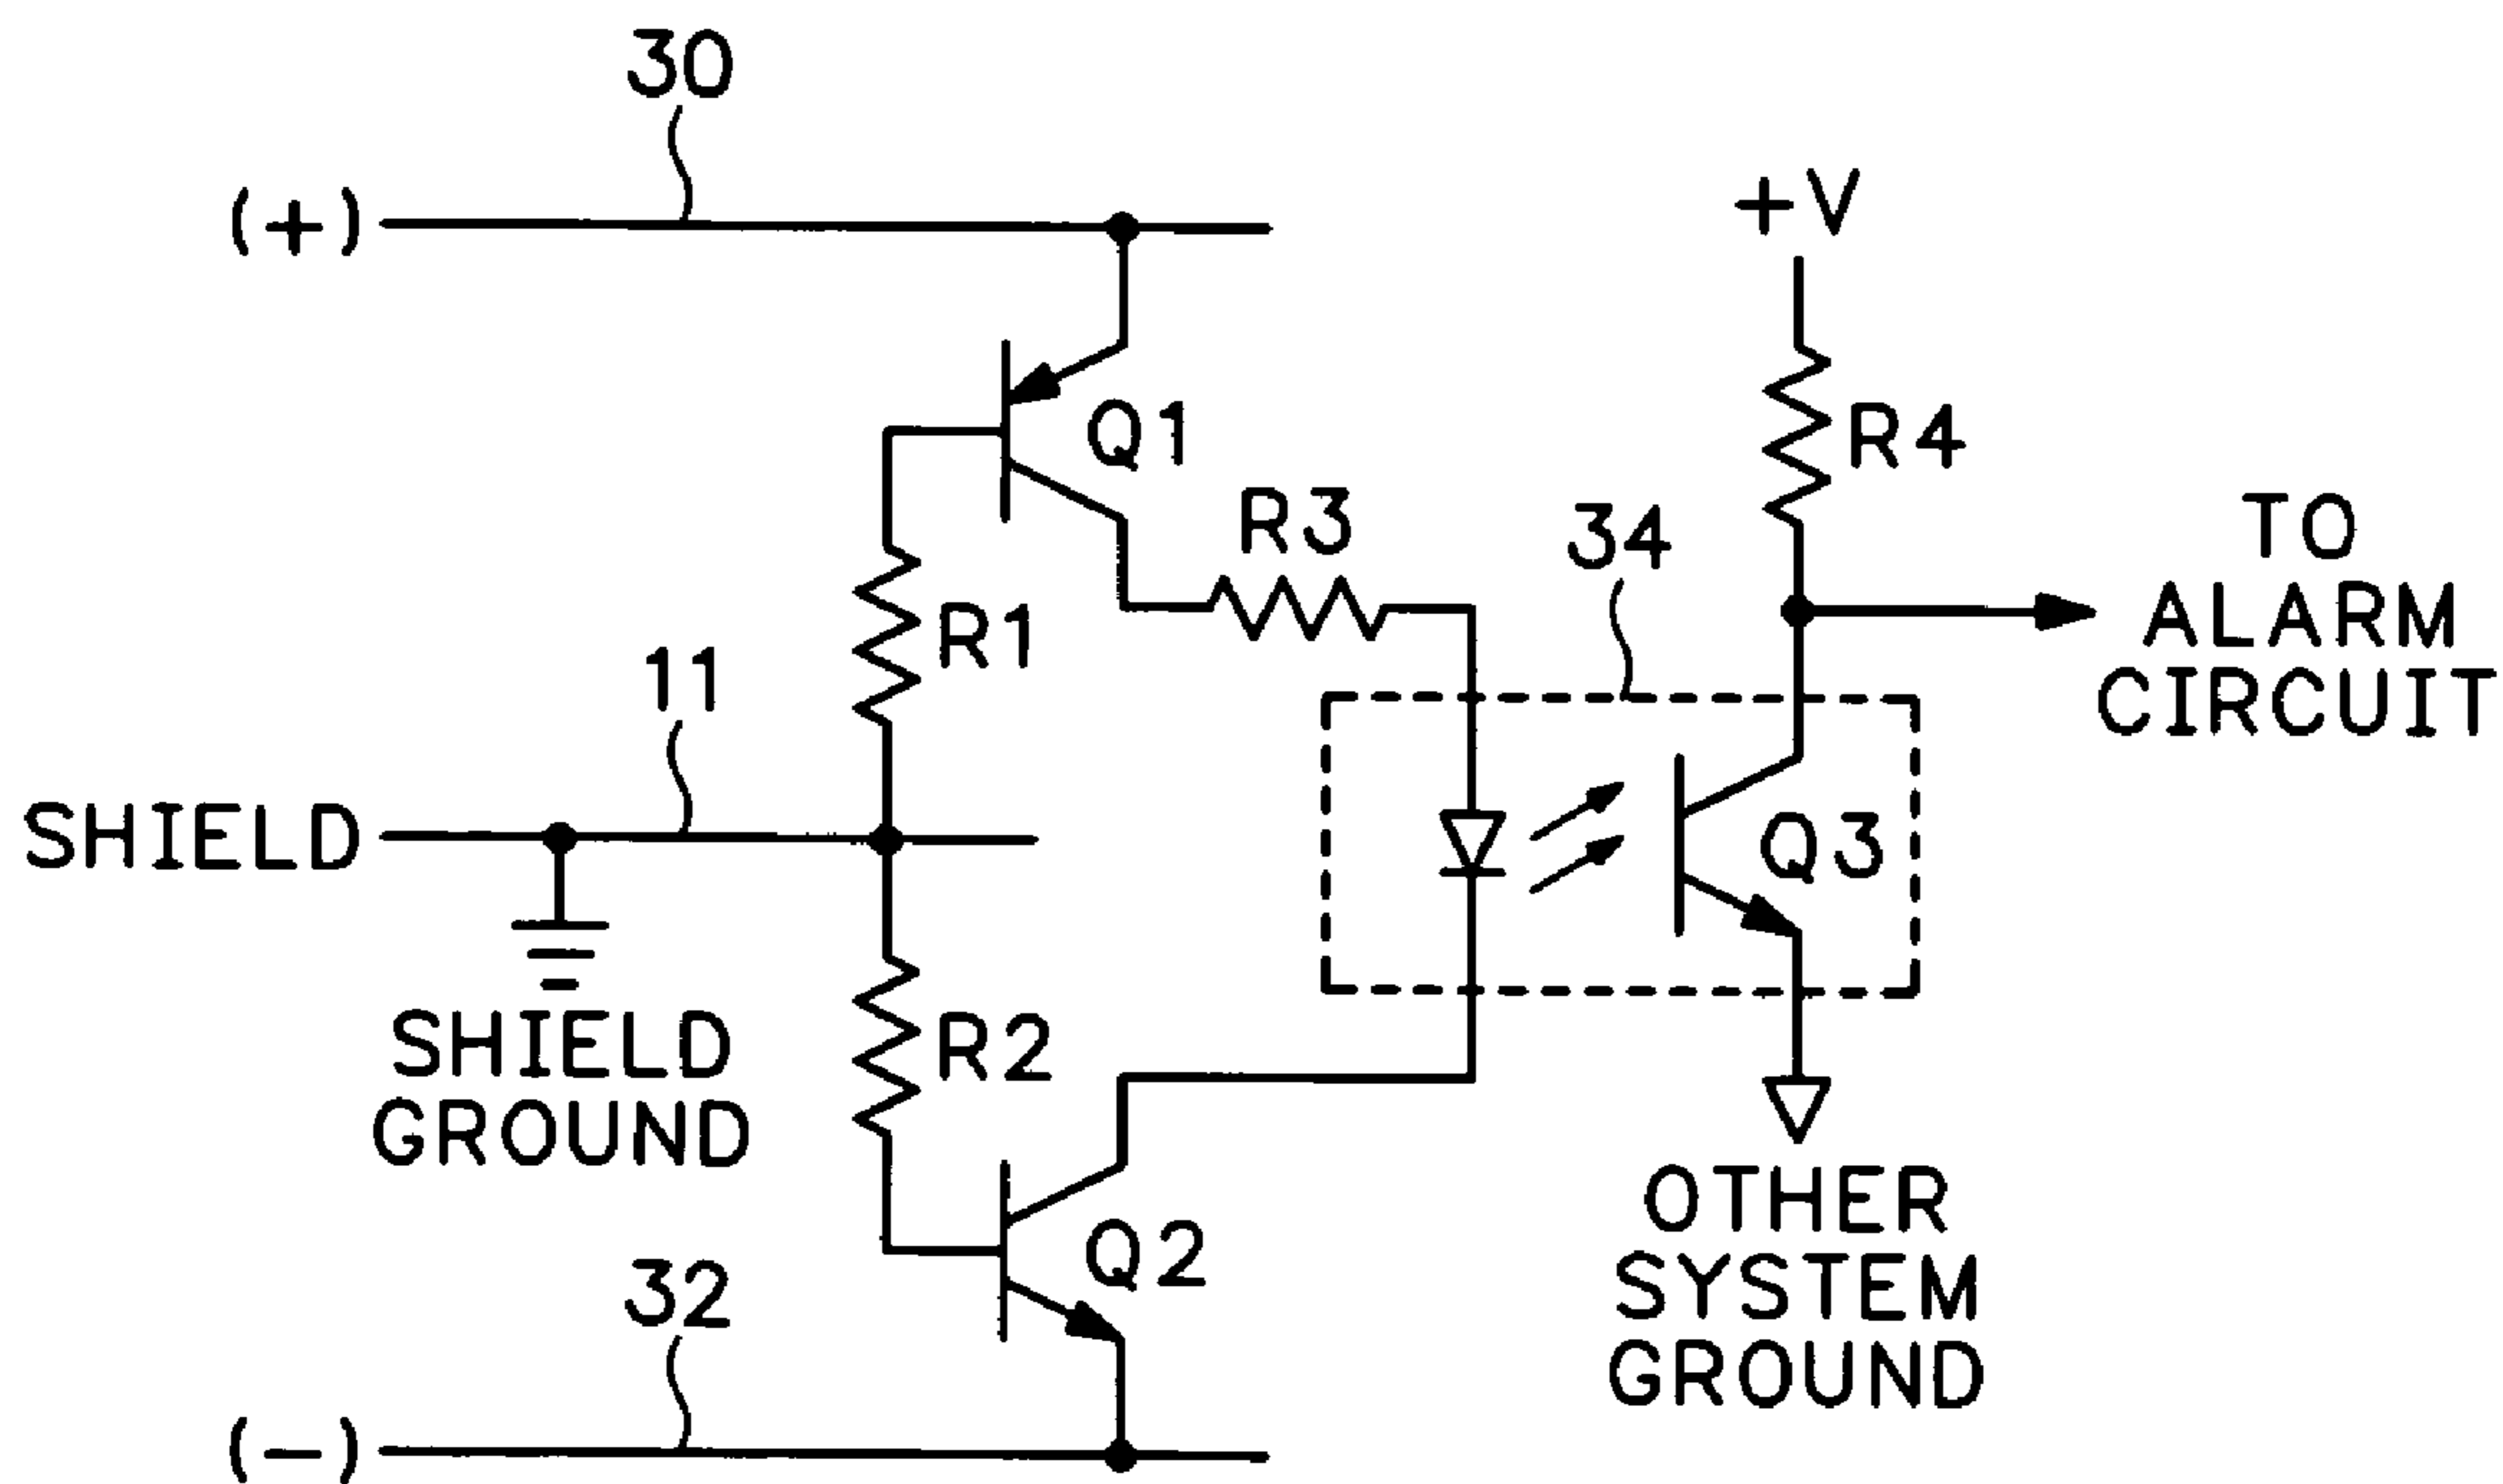 30
(+)
+V
Q1
R4
R3
34
TO
ALARM
CIRCUIT
R1
11
SHIELD
Q3
SHIELD
GROUND
R2
OTHER
SYSTEM
GROUND
Q2
32
(-)